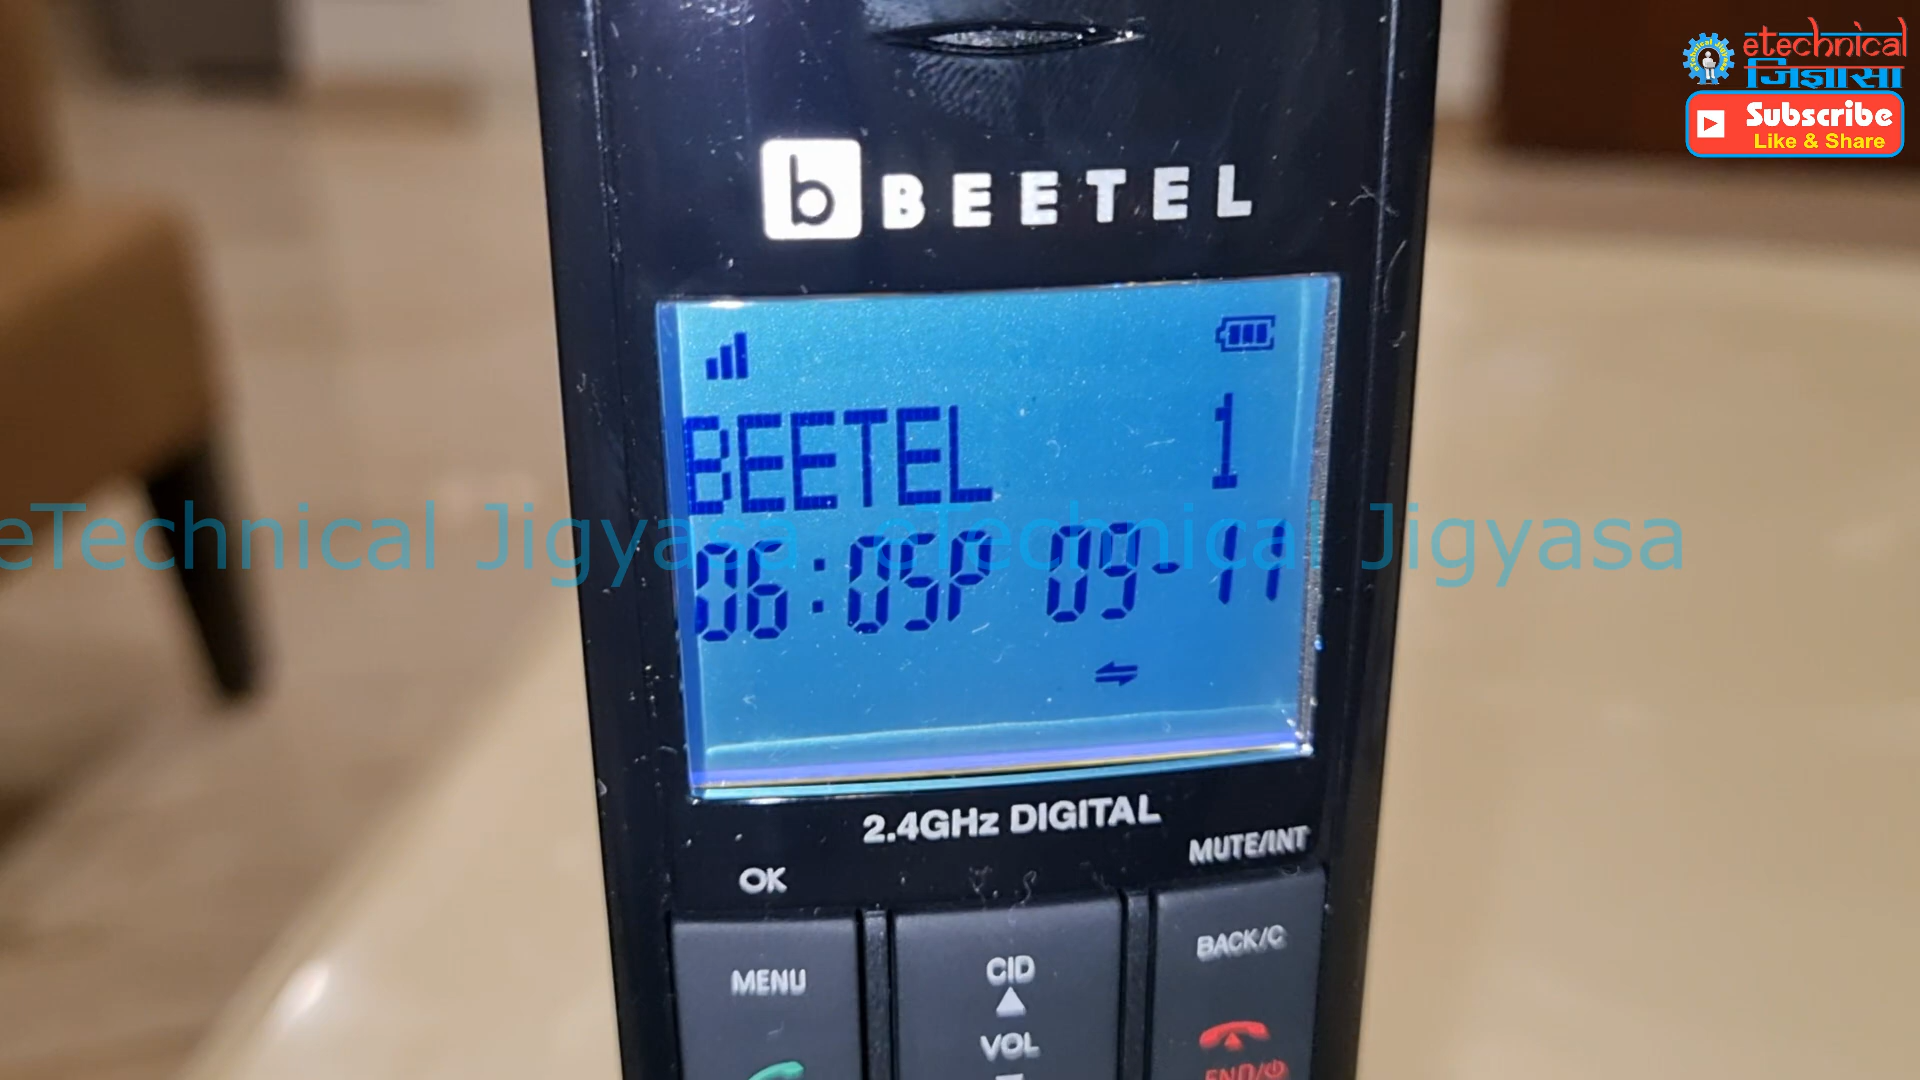 eTechnical
जिज्ञासा
Subscribe
Like & Share
b BEETEL
BEETEL 1
eTechnical Jigyasa eTechnical Jigyasa
06:05P 09-11
2.4GHz DIGITAL
OK
MUTE/INT
MENU
CID
BACK/C
VOL
END/